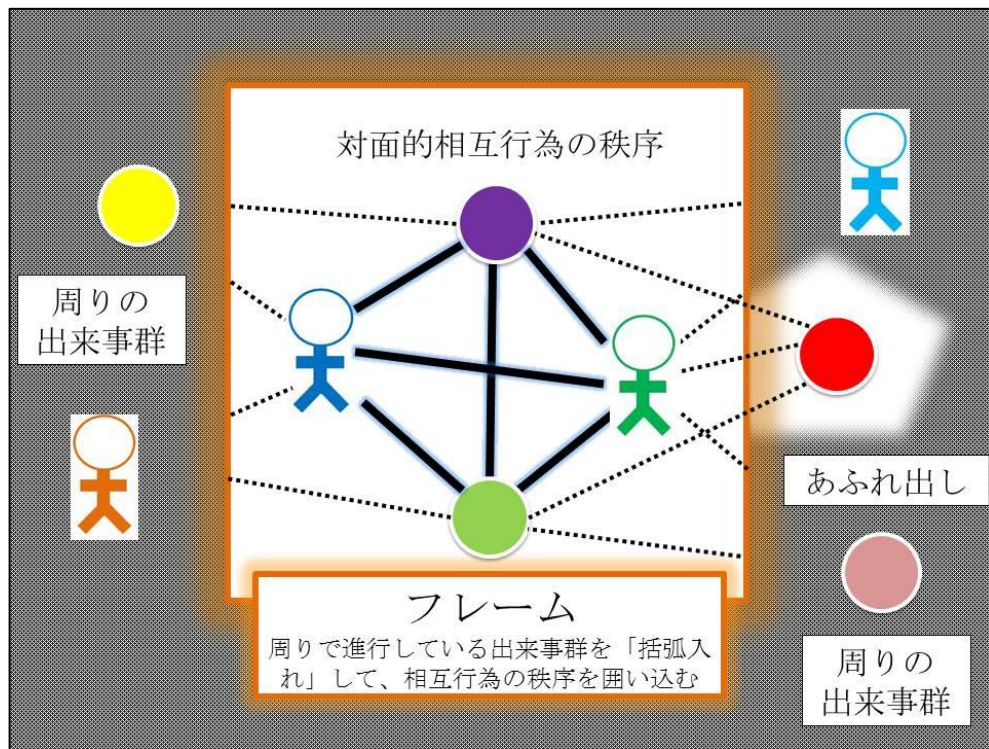 対面的相互行為の秩序
周りの
出来事群
あふれ出し
フレーム
周りで進行している出来事群を「括弧入
れ」して、相互行為の秩序を囲い込む
周りの
出来事群